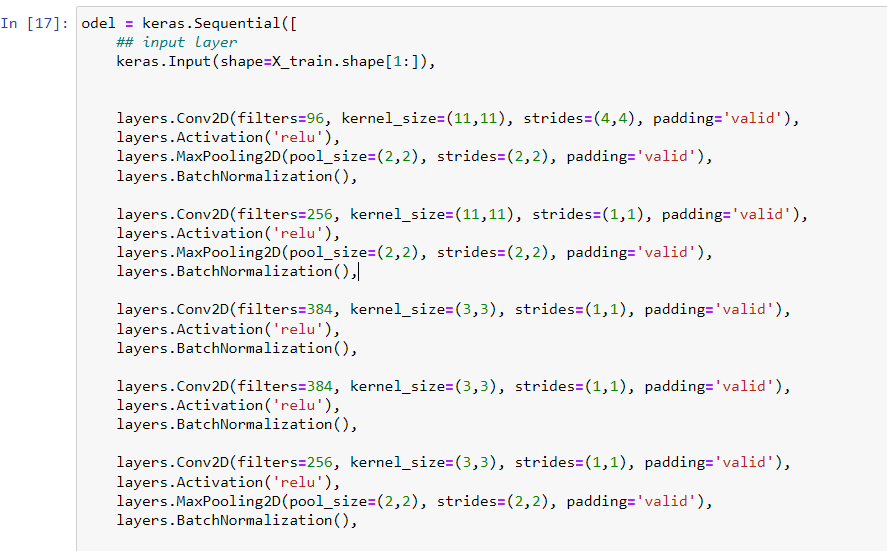 In [17]: odel = keras.Sequential([
## input layer
keras.Input(shape=X_train.shape[1:]),
layers.Conv2D(filters=96, kernel_size=(11,11), strides=(4,4), padding='valid'),
layers.Activation('relu'),
layers.MaxPooling2D(pool_size=(2,2), strides=(2,2), padding='valid'),
layers.BatchNormalization(),
layers.Conv2D(filters=256, kernel_size=(11,11), strides=(1,1), padding='valid'),
layers.Activation('relu'),
layers.MaxPooling2D(pool_size=(2,2), strides=(2,2), padding='valid'),
layers.BatchNormalization(),
layers.Conv2D(filters=384, kernel_size=(3,3), strides=(1,1), padding='valid'),
layers.Activation('relu'),
layers.BatchNormalization(),
layers.Conv2D(filters=384, kernel_size=(3,3), strides=(1,1), padding='valid'),
layers.Activation('relu'),
layers.BatchNormalization(),
layers.Conv2D(filters=256, kernel_size=(3,3), strides=(1,1), padding='valid'),
layers.Activation('relu'),
layers.MaxPooling2D(pool_size=(2,2), strides=(2,2), padding='valid'),
layers.BatchNormalization(),